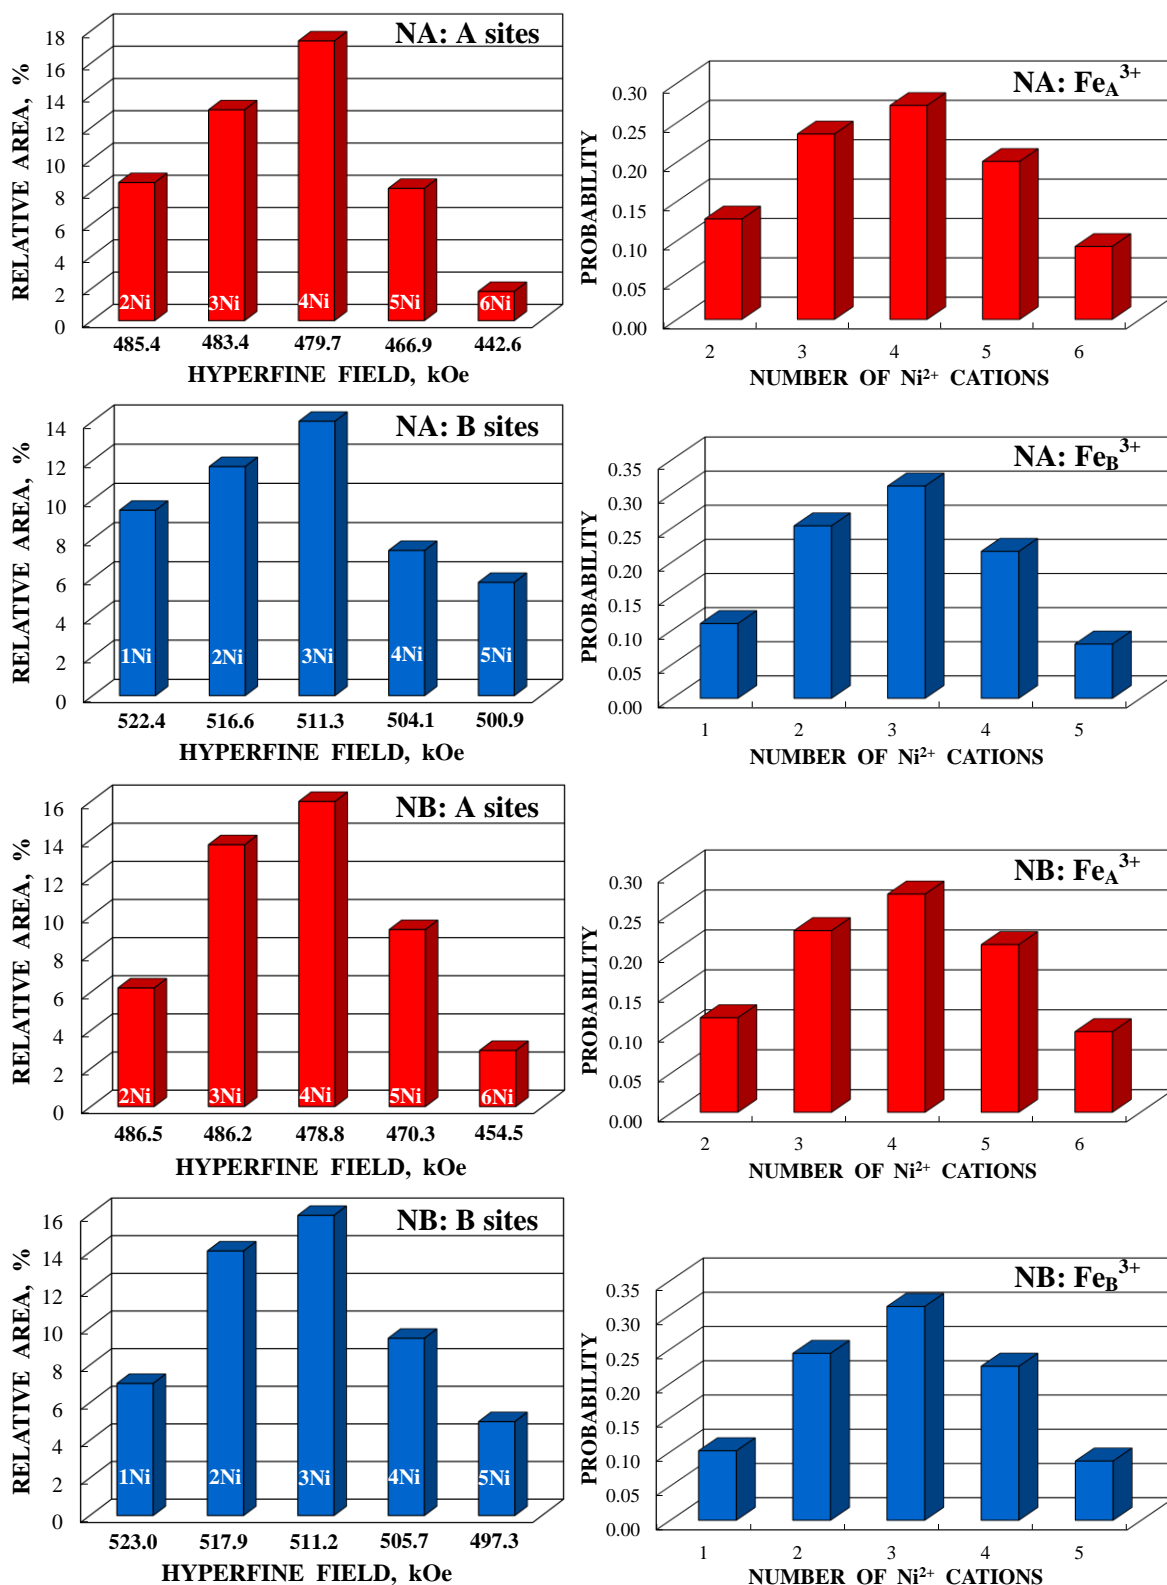 NA: A sites
RELATIVE AREA, %
18
16
14
12
10
8
6
4
2
0
2Ni 3Ni 4Ni 5Ni 6Ni
485.4 483.4 479.7 466.9 442.6
HYPERFINE FIELD, kOe
NA: Fe_A^3+
PROBABILITY
0.30
0.25
0.20
0.15
0.10
0.05
0.00
2 3 4 5 6
NUMBER OF Ni²⁺ CATIONS
NA: B sites
RELATIVE AREA, %
14
12
10
8
6
4
2
0
1Ni 2Ni 3Ni 4Ni 5Ni
522.4 516.6 511.3 504.1 500.9
HYPERFINE FIELD, kOe
NA: Fe_B^3+
PROBABILITY
0.35
0.30
0.25
0.20
0.15
0.10
0.05
0.00
1 2 3 4 5
NUMBER OF Ni²⁺ CATIONS
NB: A sites
RELATIVE AREA, %
16
14
12
10
8
6
4
2
0
2Ni 3Ni 4Ni 5Ni 6Ni
486.5 486.2 478.8 470.3 454.5
HYPERFINE FIELD, kOe
NB: Fe_A^3+
PROBABILITY
0.30
0.25
0.20
0.15
0.10
0.05
0.00
2 3 4 5 6
NUMBER OF Ni²⁺ CATIONS
NB: B sites
RELATIVE AREA, %
16
14
12
10
8
6
4
2
0
1Ni 2Ni 3Ni 4Ni 5Ni
523.0 517.9 511.2 505.7 497.3
HYPERFINE FIELD, kOe
NB: Fe_B^3+
PROBABILITY
0.35
0.30
0.25
0.20
0.15
0.10
0.05
0.00
1 2 3 4 5
NUMBER OF Ni²⁺ CATIONS